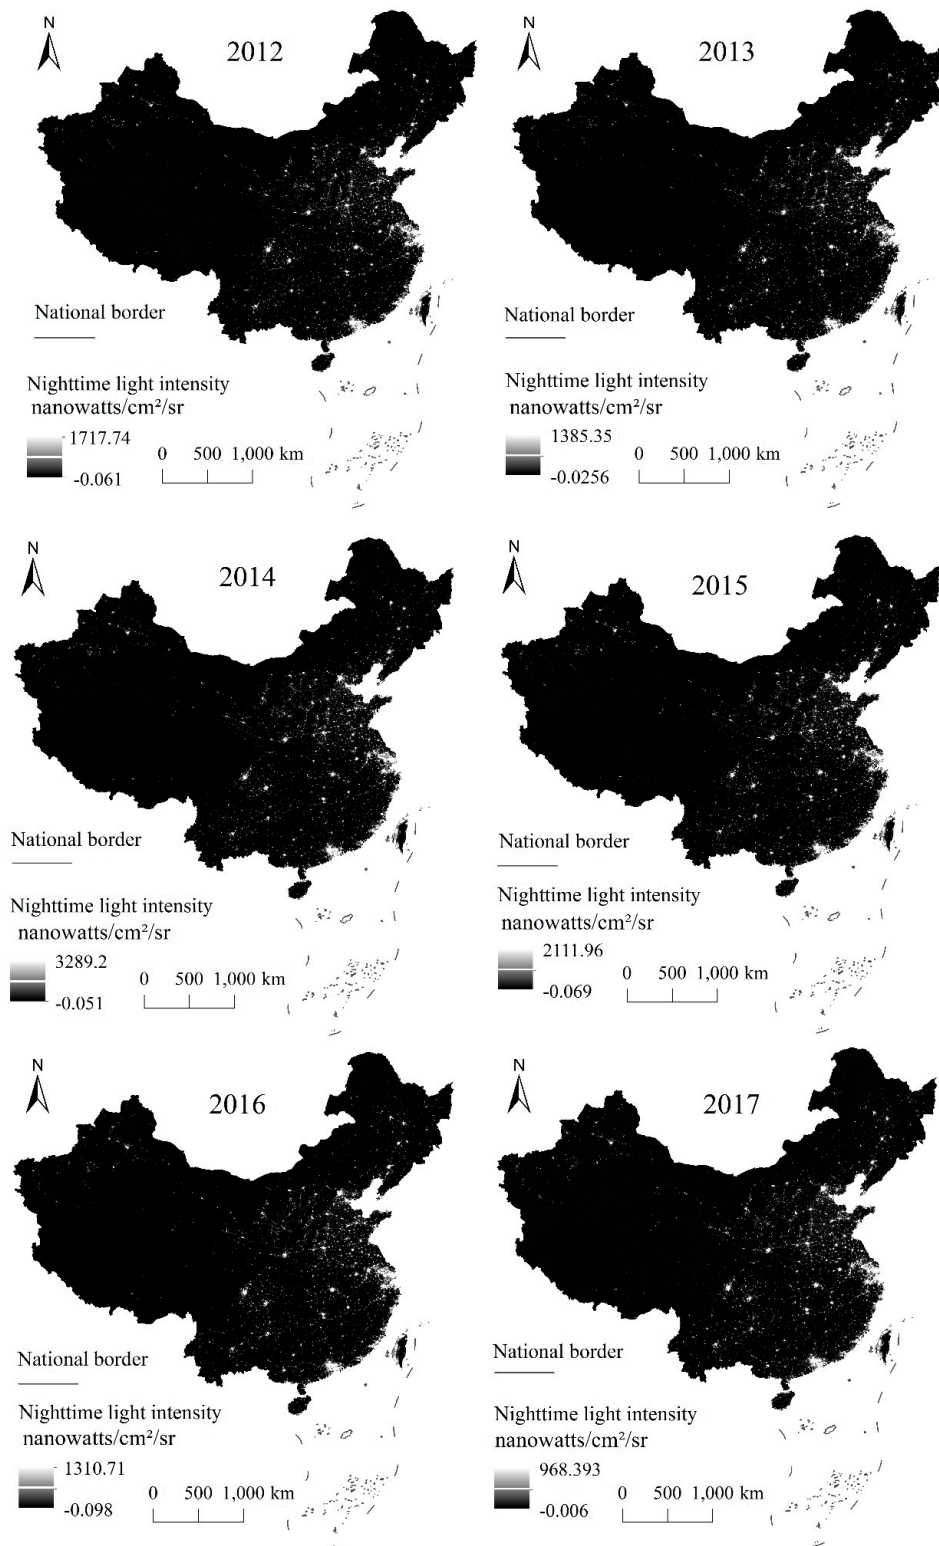 N
2012
National border
Nighttime light intensity
nanowatts/cm²/sr
1717.74
-0.061
0 500 1,000 km
N
2013
National border
Nighttime light intensity
nanowatts/cm²/sr
1385.35
-0.0256
0 500 1,000 km
N
2014
National border
Nighttime light intensity
nanowatts/cm²/sr
3289.2
-0.051
0 500 1,000 km
N
2015
National border
Nighttime light intensity
nanowatts/cm²/sr
2111.96
-0.069
0 500 1,000 km
N
2016
National border
Nighttime light intensity
nanowatts/cm²/sr
1310.71
-0.098
0 500 1,000 km
N
2017
National border
Nighttime light intensity
nanowatts/cm²/sr
968.393
-0.006
0 500 1,000 km